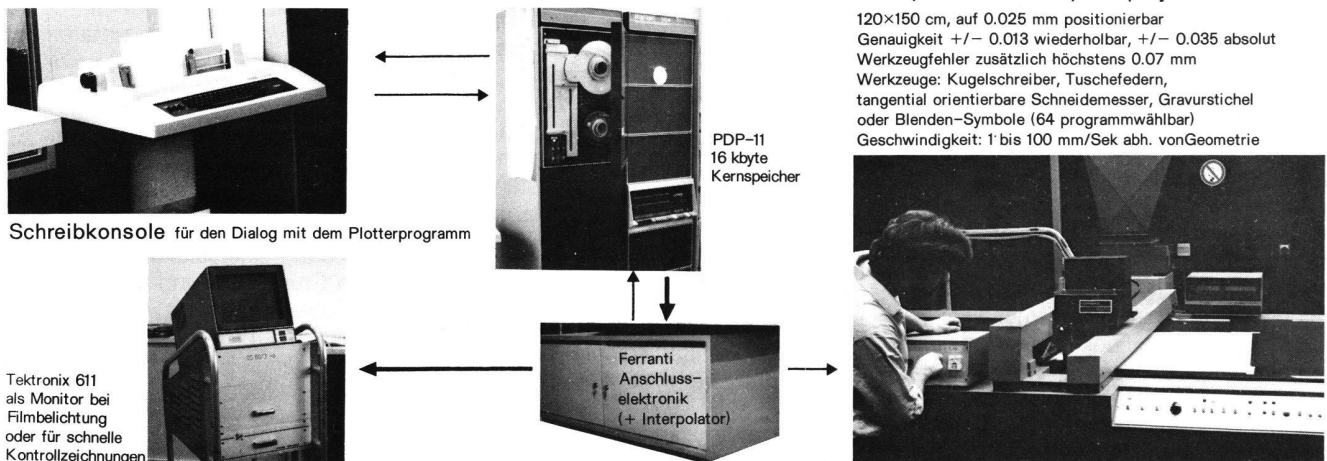 120×150 cm, auf 0.025 mm positionierbar
Genauigkeit +/− 0.013 wiederholbar, +/− 0.035 absolut
Werkzeugfehler zusätzlich höchstens 0.07 mm
Werkzeuge: Kugelschreiber, Tuschefedern,
tangential orientierbare Schneidemesser, Gravurstichel
oder Blenden-Symbole (64 programmwählbar)
Geschwindigkeit: 1 bis 100 mm/Sek abh. vonGeometrie
PDP-11
16 kbyte
Kernspeicher
Schreibkonsole für den Dialog mit dem Plotterprogramm
Tektronix 611
als Monitor bei
Filmbelichtung
oder für schnelle
Kontrollzeichnungen
Ferranti
Anschluss-
elektronik
(+ Interpolator)